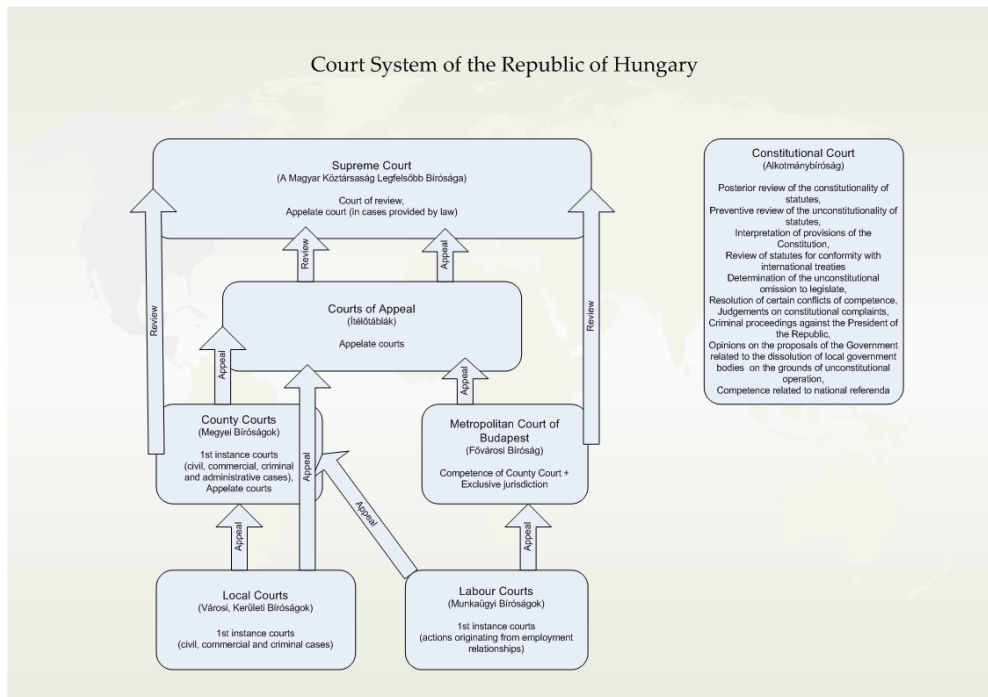 Court System of the Republic of Hungary
Supreme Court
(A Magyar Köztársaság Legfelsőbb Bírósága)
Court of review,
Appelate court (in cases provided by law)
Review
Review
Appeal
Review
Courts of Appeal
(Ítélőtáblák)
Appelate courts
Appeal
Appeal
Appeal
County Courts
(Megyei Bíróságok)
1st instance courts
(civil, commercial, criminal
and administrative cases),
Appelate courts
Metropolitan Court of
Budapest
(Fővárosi Bíróság)
Competence of County Court +
Exclusive jurisdiction
Appeal
Appeal
Appeal
Local Courts
(Városi, Kerületi Bíróságok)
1st instance courts
(civil, commercial and criminal cases)
Labour Courts
(Munkaügyi Bíróságok)
1st instance courts
(actions originating from employment
relationships)
Constitutional Court
(Alkotmánybíróság)
Posterior review of the constitutionality of
statutes,
Preventive review of the unconstitutionality of
statutes,
Interpretation of provisions of the
Constitution,
Review of statutes for conformity with
international treaties
Determination of the unconstitutional
omission to legislate,
Resolution of certain conflicts of competence,
Judgements on constitutional complaints,
Criminal proceedings against the President of
the Republic,
Opinions on the proposals of the Government
related to the dissolution of local government
bodies on the grounds of unconstitutional
operation,
Competence related to national referenda